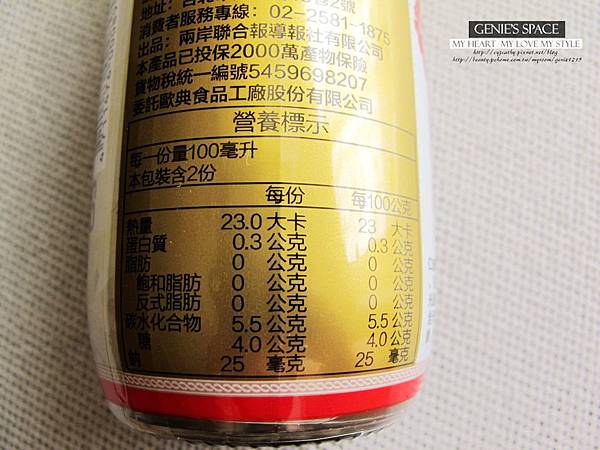 消費者服務專線：02-2581-1875
出品：兩岸聯合報導報社有限公司
本產品已投保2000萬產物保險
貨物稅統一編號5459698207
委託歐典食品工廠股份有限公司
營養標示
每一份量100毫升
本包裝含2份
每份 每100公克
熱量 23.0 大卡 23 大卡
蛋白質 0.3 公克 0.3 公克
脂肪 0 公克 0 公克
飽和脂肪 0 公克 0 公克
反式脂肪 0 公克 0 公克
碳水化合物 5.5 公克 5.5 公克
糖 4.0 公克 4.0 公克
鈉 25 毫克 25 毫克
GENIE'S SPACE
MY HEART MY LOVE MY STYLE